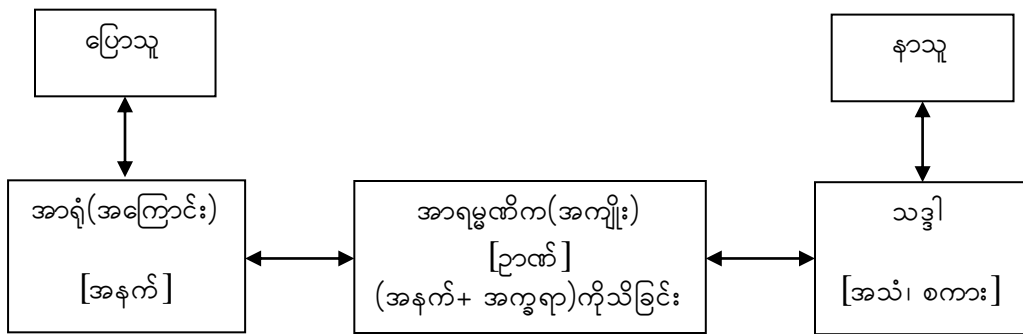 ပြောသူ
နာသူ
အာရုံ(အကြောင်း)
[အနက်]
အာရမ္မဏိက(အကျိုး)
[ဉာဏ်]
(အနက်+ အက္ခရာ)ကိုသိခြင်း
သဒ္ဒါ
[အသံ၊ စကား]